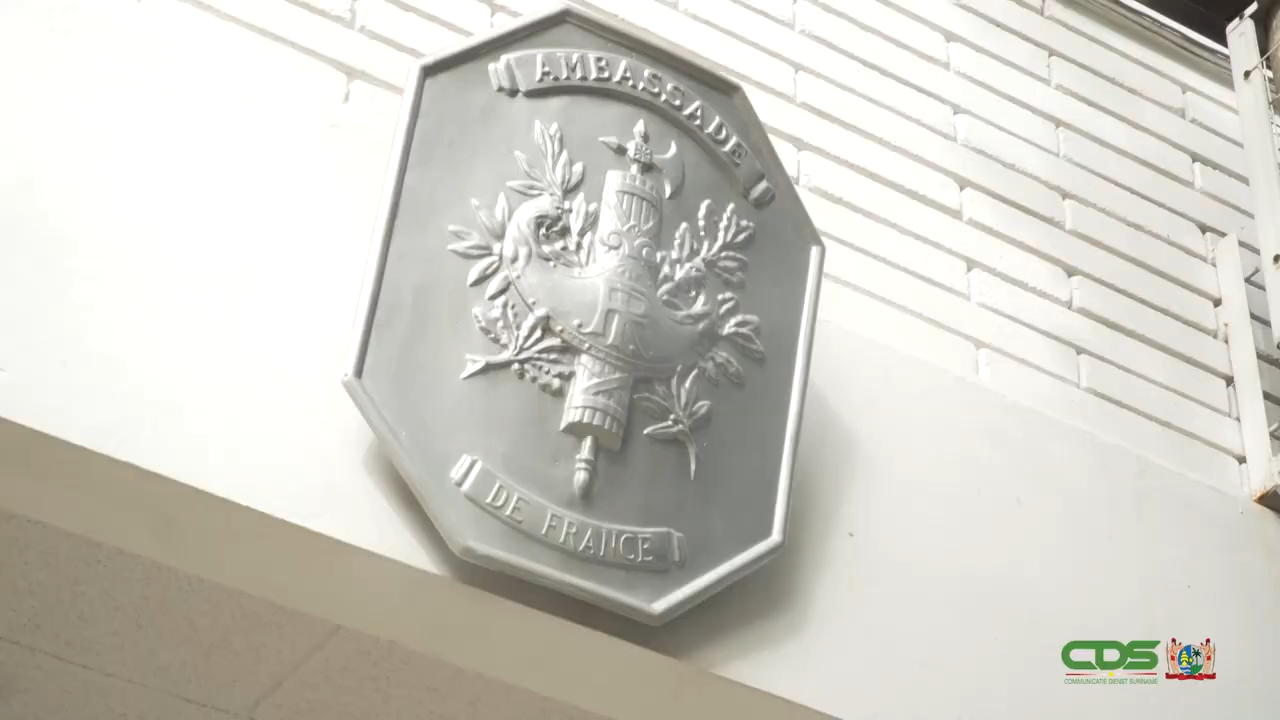 AMBASSADE
RF
DE FRANCE
CDS
COMMUNICATIE DIENST SURINAME